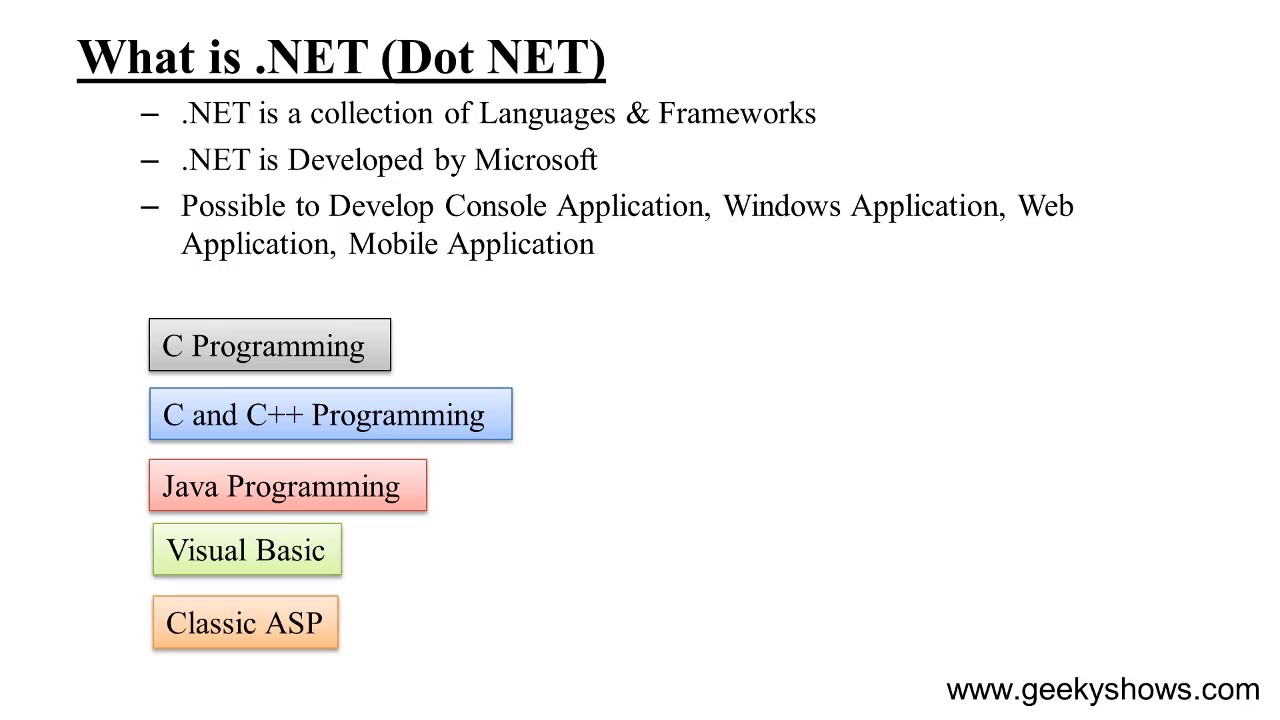 What is .NET (Dot NET)
– .NET is a collection of Languages & Frameworks
– .NET is Developed by Microsoft
– Possible to Develop Console Application, Windows Application, Web
Application, Mobile Application
C Programming
C and C++ Programming
Java Programming
Visual Basic
Classic ASP
www.geekyshows.com